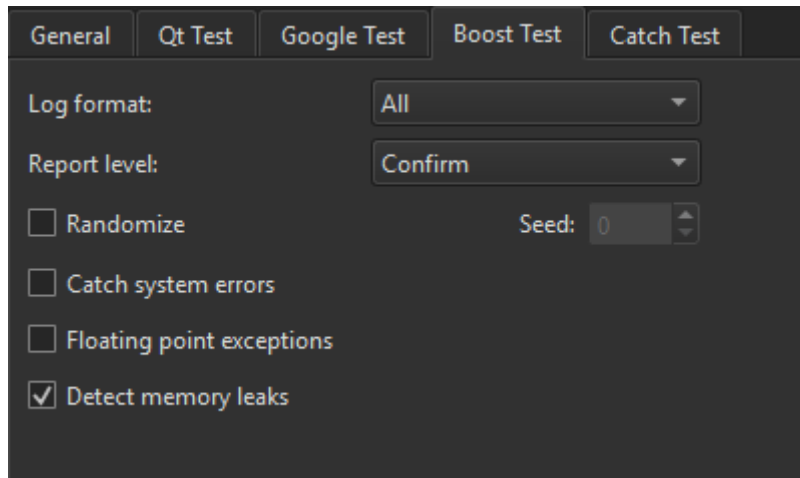 General Qt Test Google Test Boost Test Catch Test
Log format: All
Report level: Confirm
Randomize Seed: 0
Catch system errors
Floating point exceptions
Detect memory leaks